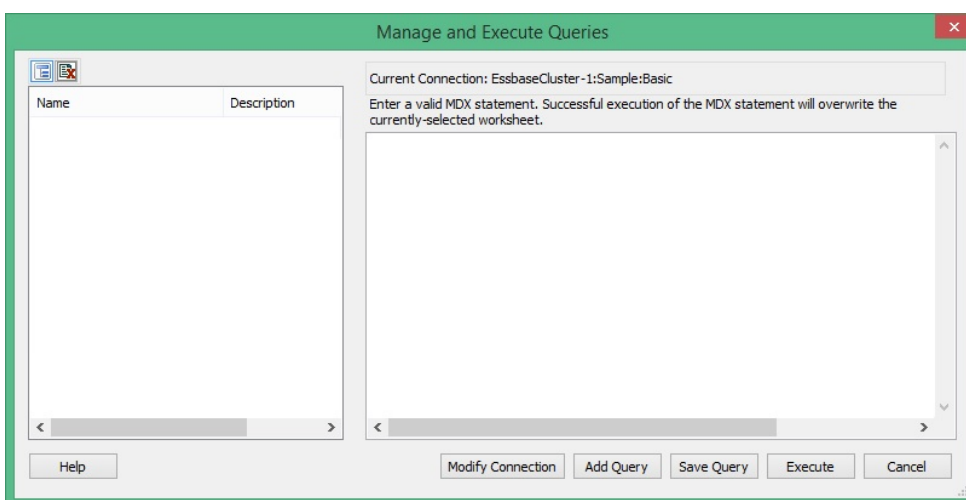 Manage and Execute Queries
Current Connection: EssbaseCluster-1:Sample:Basic
Name Description
Enter a valid MDX statement. Successful execution of the MDX statement will overwrite the
currently-selected worksheet.
Help Modify Connection Add Query Save Query Execute Cancel